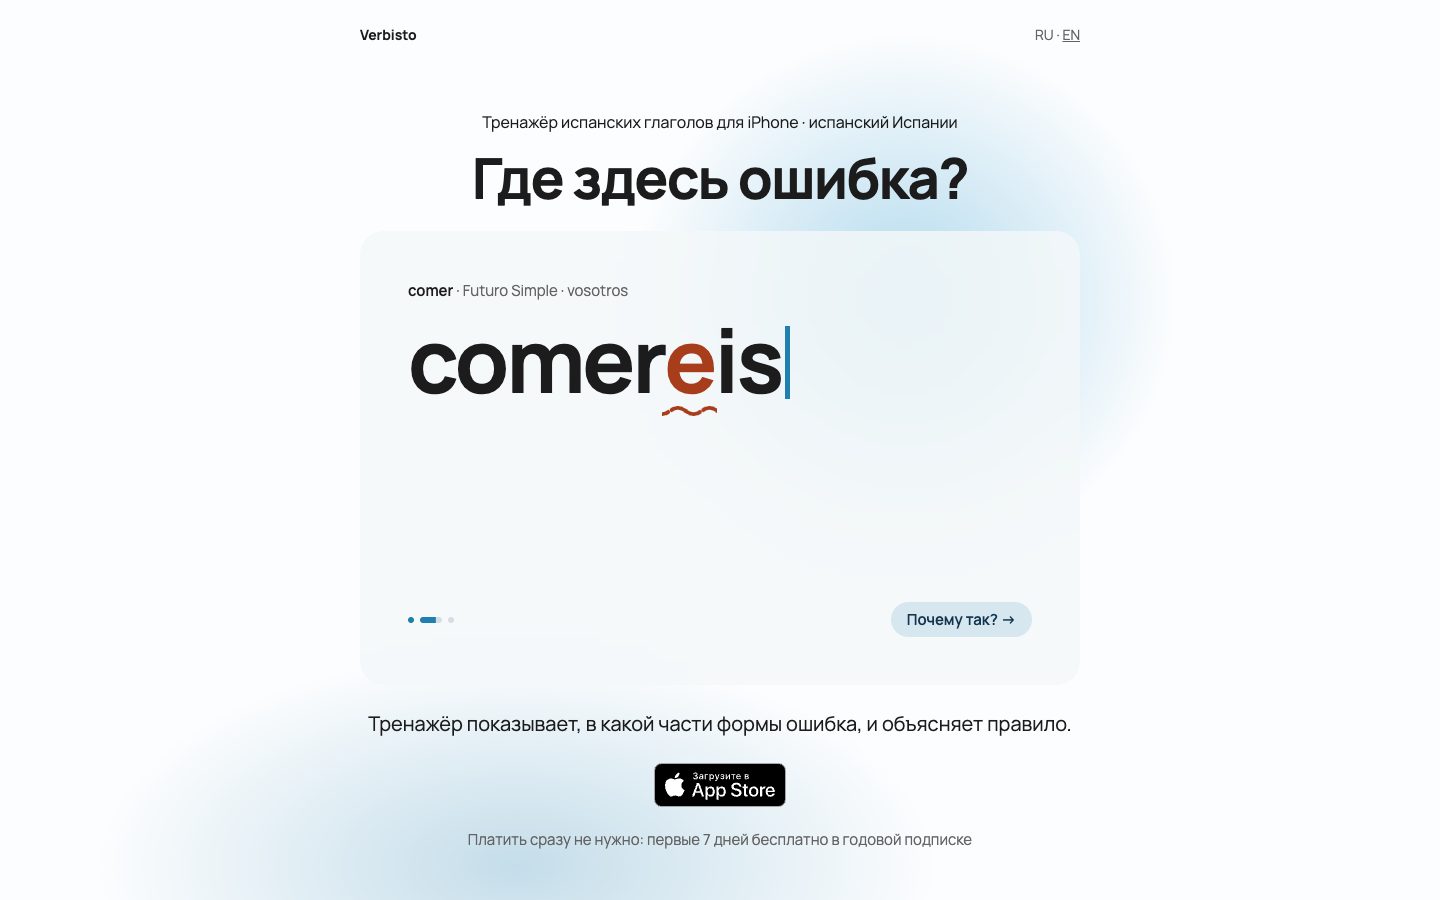 Verbisto
RU · EN
Тренажёр испанских глаголов для iPhone · испанский Испании
Где здесь ошибка?
comer · Futuro Simple · vosotros
comereis
Почему так? →
Тренажёр показывает, в какой части формы ошибка, и объясняет правило.
Загрузите в
App Store
Платить сразу не нужно: первые 7 дней бесплатно в годовой подписке